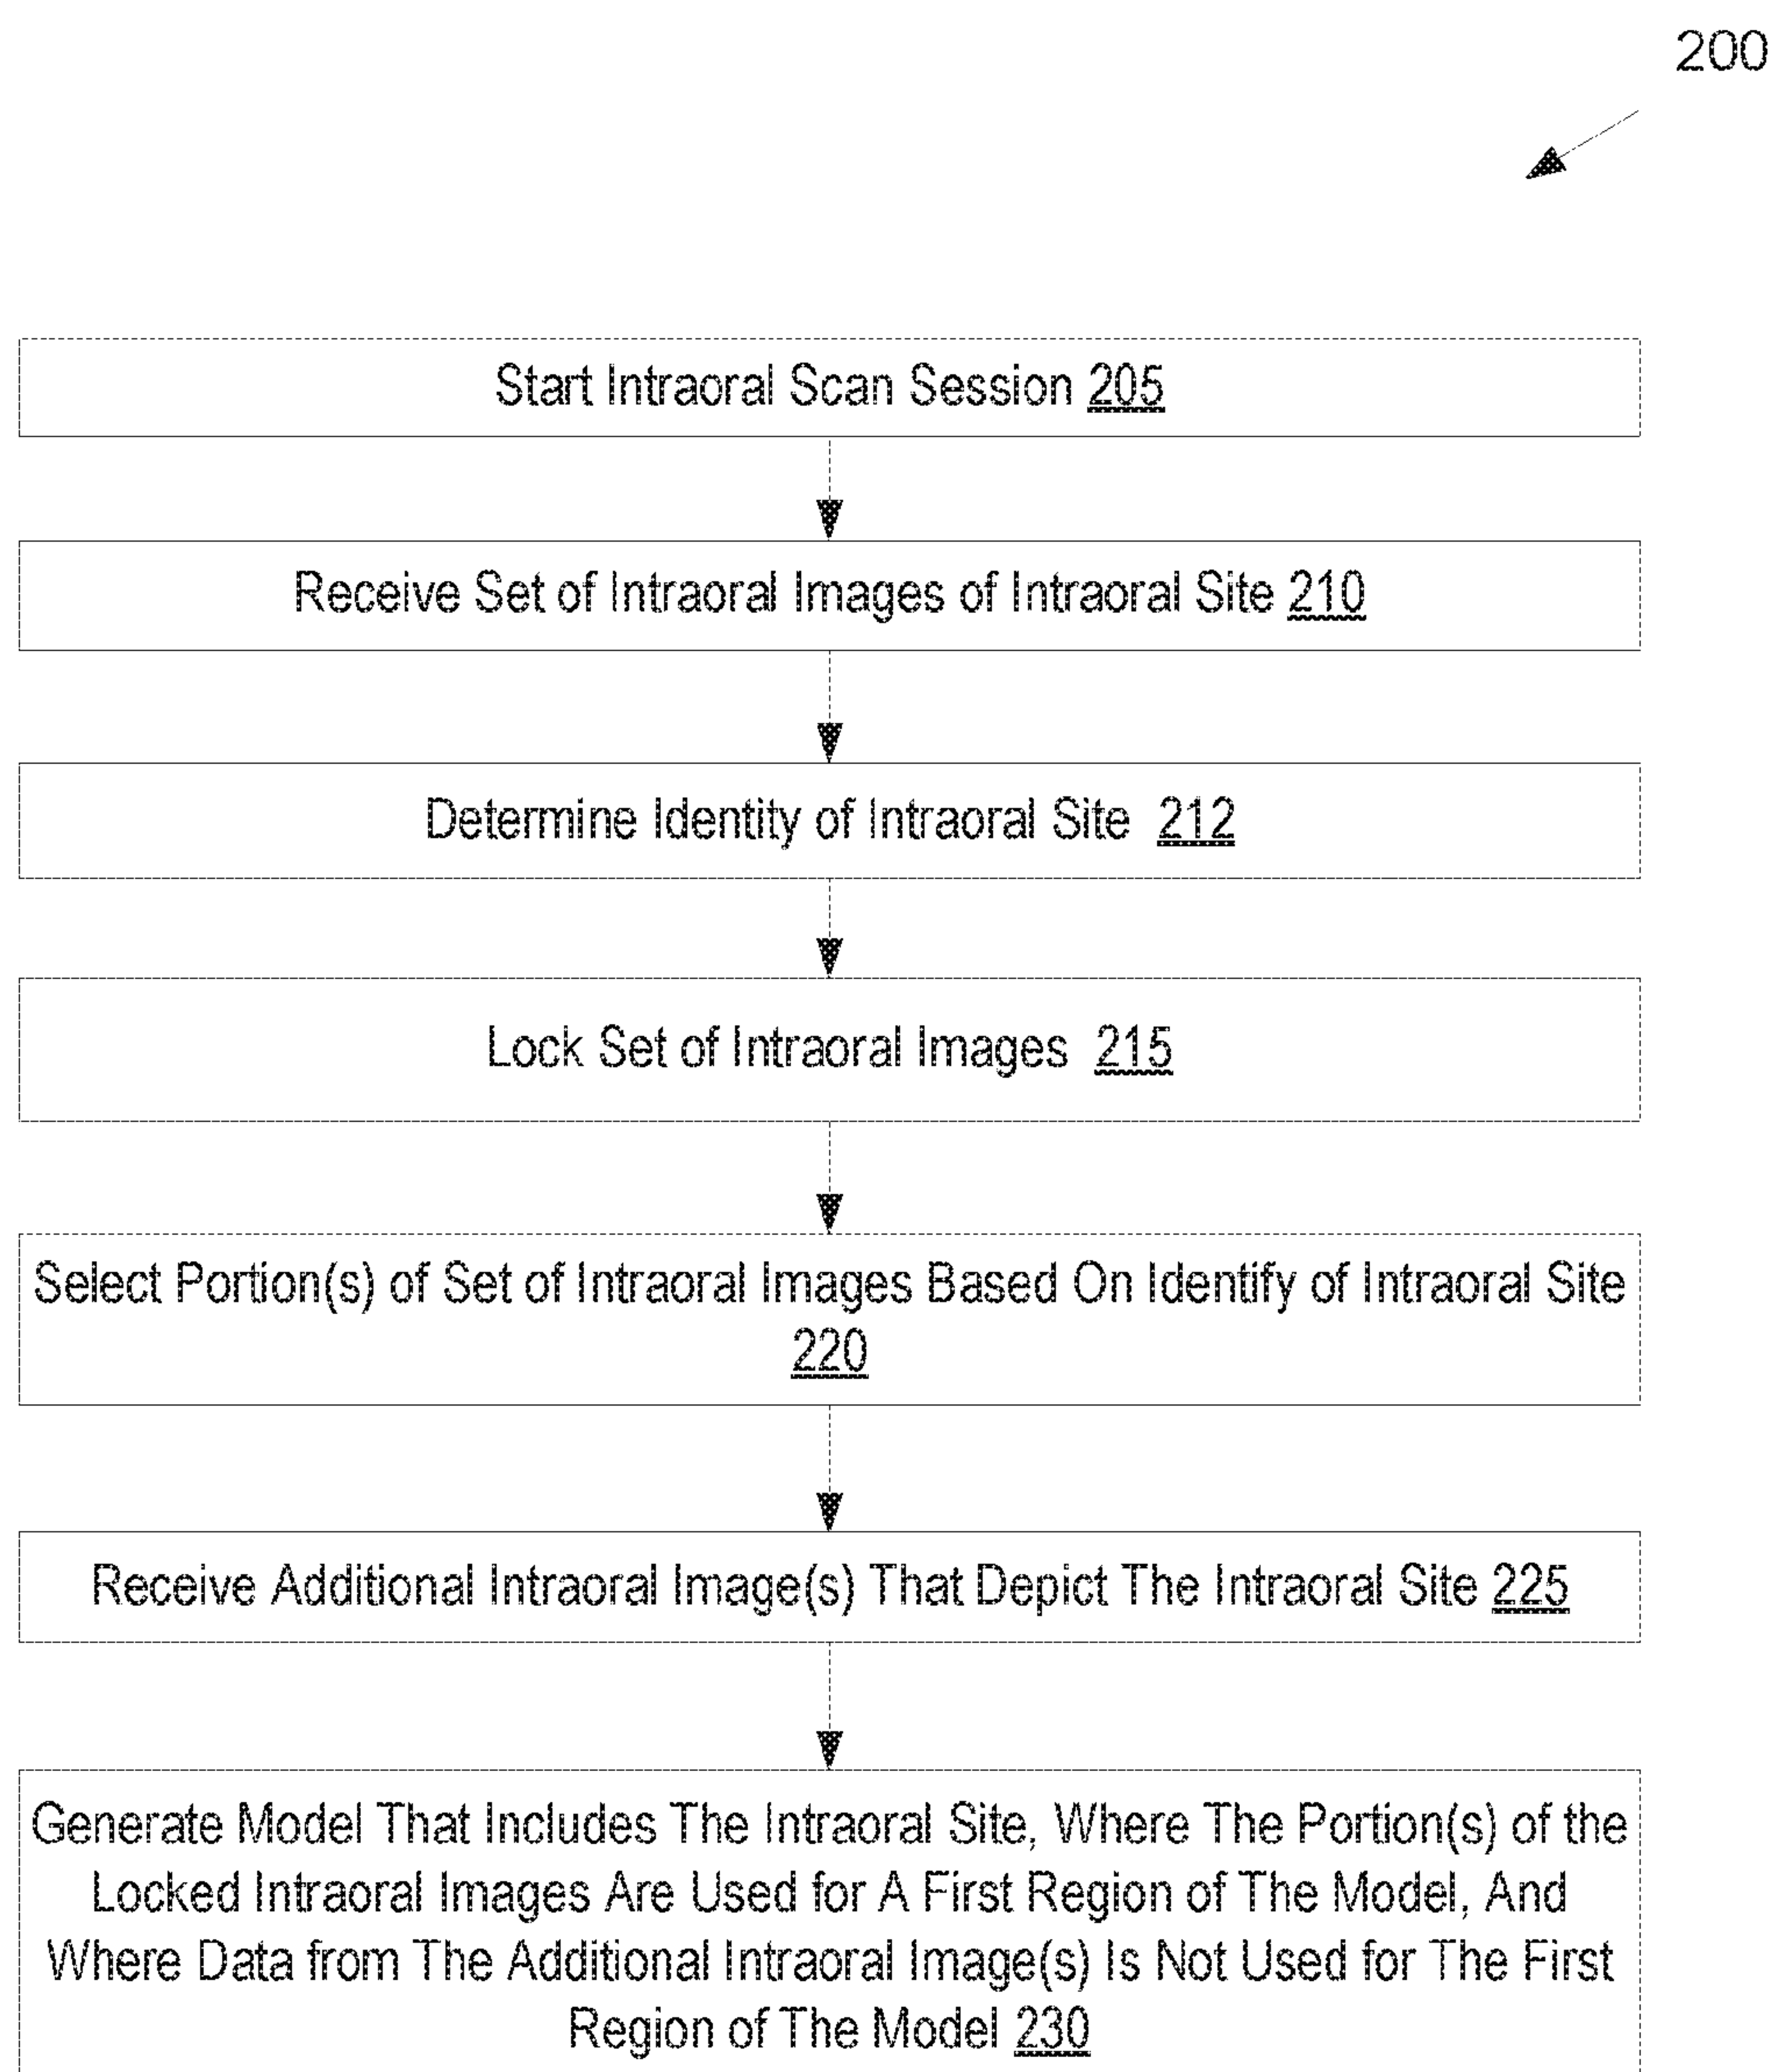 200
Start Intraoral Scan Session 205
Receive Set of Intraoral Images of Intraoral Site 210
Determine Identity of Intraoral Site 212
Lock Set of Intraoral Images 215
Select Portion(s) of Set of Intraoral Images Based On Identify of Intraoral Site
220
Receive Additional Intraoral Image(s) That Depict The Intraoral Site 225
Generate Model That Includes The Intraoral Site, Where The Portion(s) of the
Locked Intraoral Images Are Used for A First Region of The Model, And
Where Data from The Additional Intraoral Image(s) Is Not Used for The First
Region of The Model 230